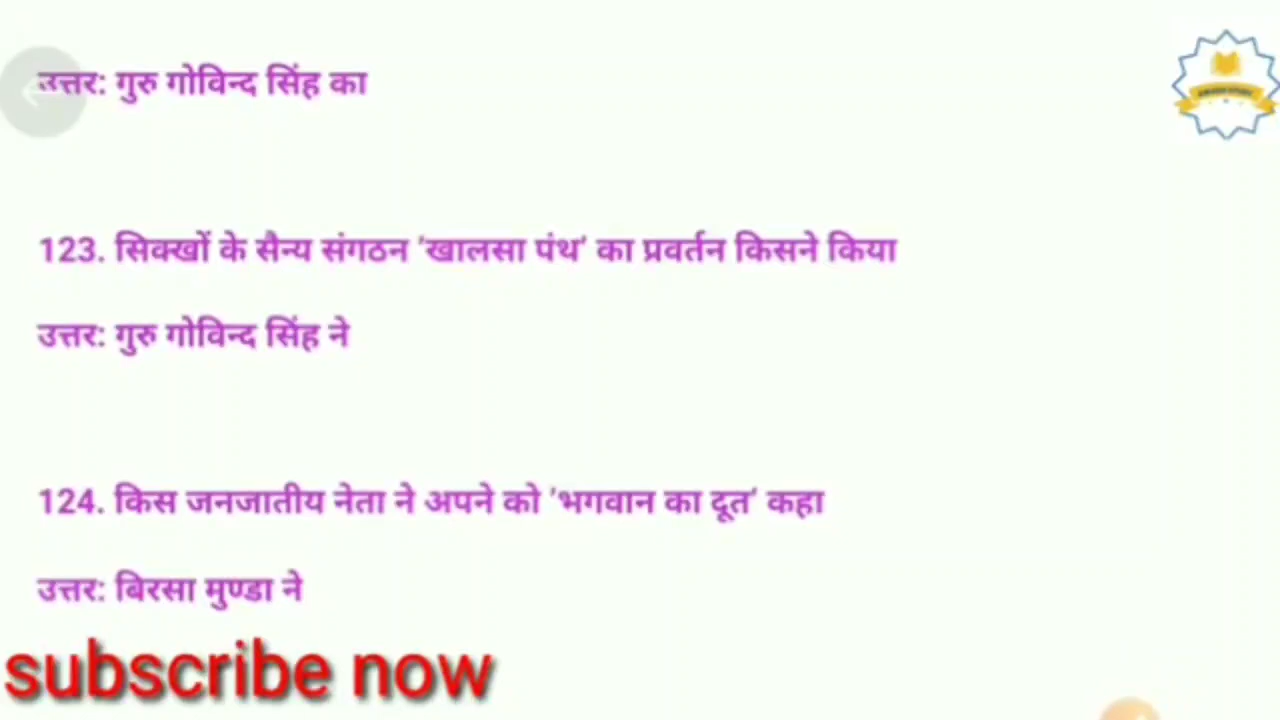 उत्तर: गुरु गोविन्द सिंह का
123. सिक्खों के सैन्य संगठन 'खालसा पंथ' का प्रवर्तन किसने किया
उत्तर: गुरु गोविन्द सिंह ने
124. किस जनजातीय नेता ने अपने को 'भगवान का दूत' कहा
उत्तर: बिरसा मुण्डा ने
subscribe now